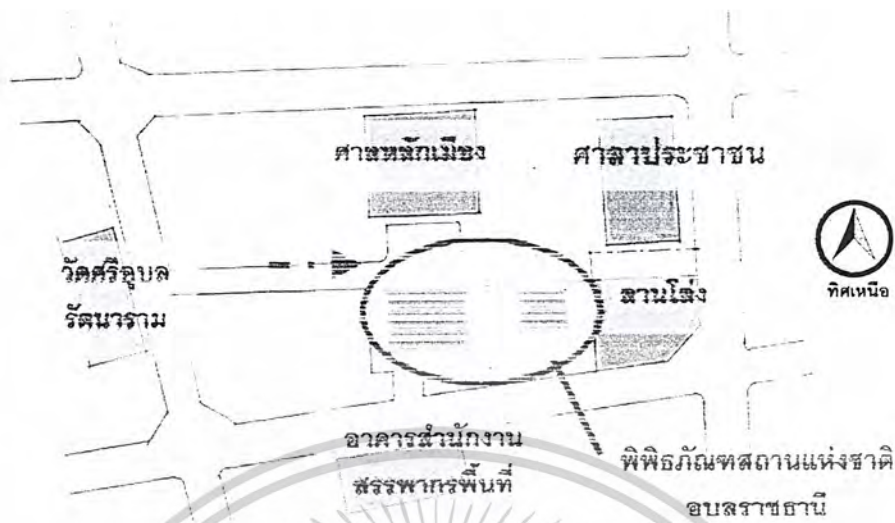 ศาลหลักเมือง
ศาลาประชาชน
วัดศรีอุบล
รัตนาราม
ลานโล่ง
ทิศเหนือ
อาคารสำนักงาน
สรรพากรพื้นที่
พิพิธภัณฑสถานแห่งชาติ
อุบลราชธานี